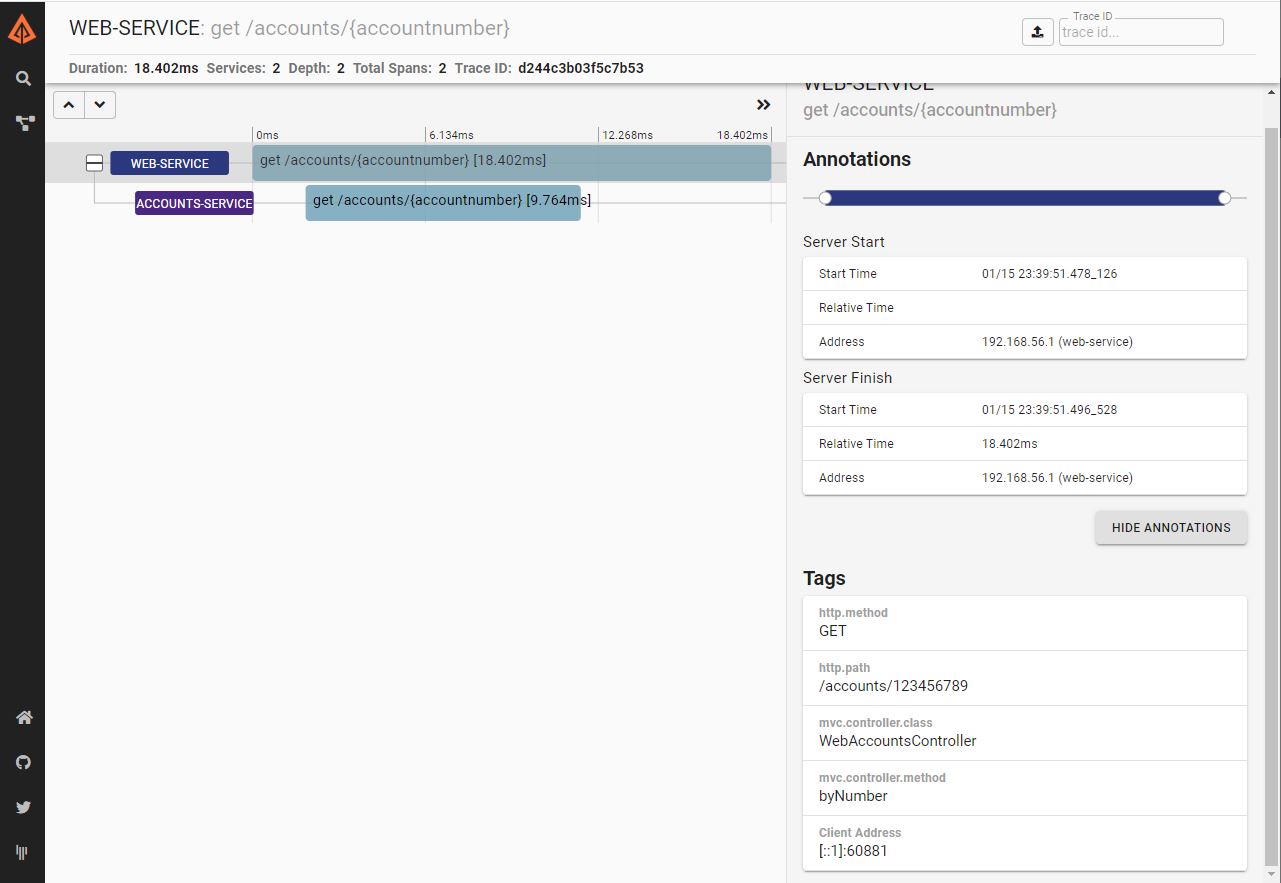 WEB-SERVICE: get /accounts/{accountnumber}
Trace ID
trace id...
Duration: 18.402ms Services: 2 Depth: 2 Total Spans: 2 Trace ID: d244c3b03f5c7b53
0ms 6.134ms 12.268ms 18.402ms
WEB-SERVICE get /accounts/{accountnumber} [18.402ms]
ACCOUNTS-SERVICE get /accounts/{accountnumber} [9.764ms]
WEB-SERVICE
get /accounts/{accountnumber}
Annotations
Server Start
Start Time 01/15 23:39:51.478_126
Relative Time
Address 192.168.56.1 (web-service)
Server Finish
Start Time 01/15 23:39:51.496_528
Relative Time 18.402ms
Address 192.168.56.1 (web-service)
HIDE ANNOTATIONS
Tags
http.method
GET
http.path
/accounts/123456789
mvc.controller.class
WebAccountsController
mvc.controller.method
byNumber
Client Address
[::1]:60881